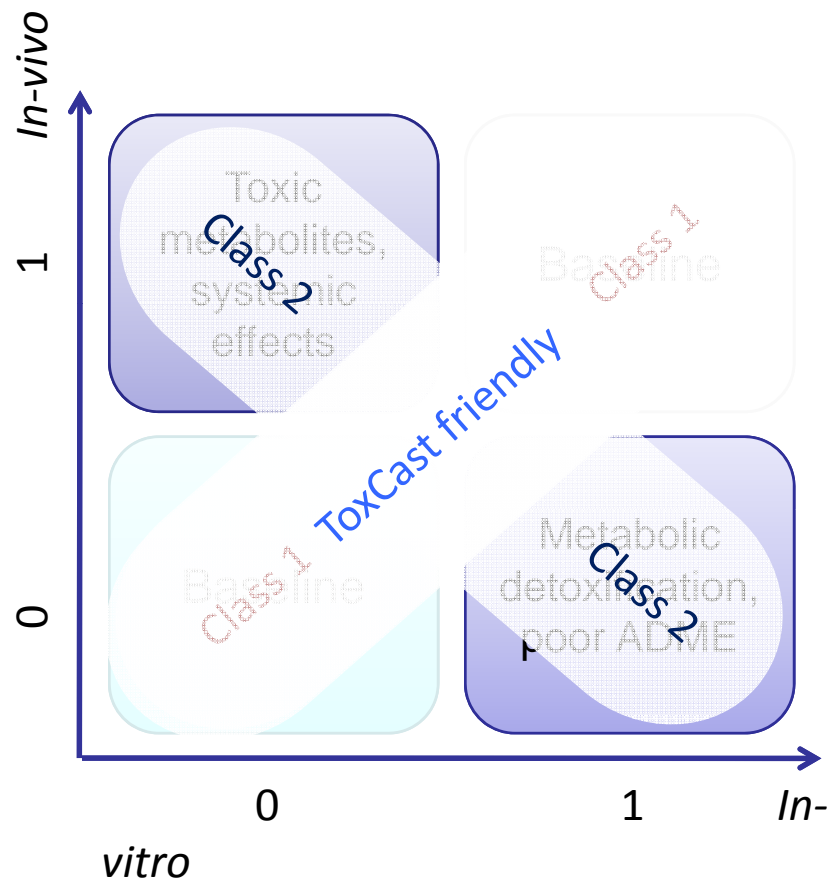 In-vivo
1
0
Toxic
metabolites,
systemic
effects
Class 2
Baseline
Class 1
ToxCast friendly
Baseline
Class 1
Metabolic
detoxification,
poor ADME
Class 2
0
1
In-
vitro